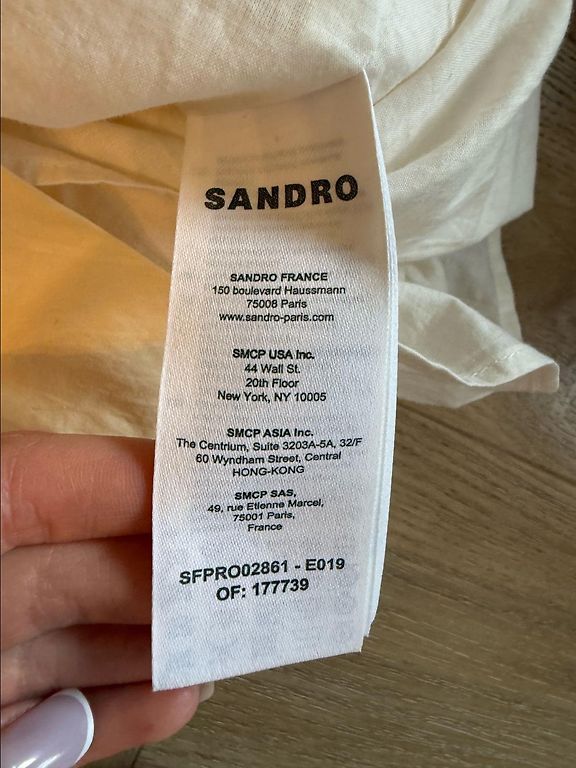 SANDRO
SANDRO FRANCE
150 boulevard Haussmann
75008 Paris
www.sandro-paris.com
SMCP USA Inc.
44 Wall St.
20th Floor
New York, NY 10005
SMCP ASIA Inc.
The Centrium, Suite 3203A-5A, 32/F
60 Wyndham Street, Central
HONG-KONG
SMCP SAS,
49, rue Etienne Marcel,
75001 Paris,
France
SFPRO02861 - E019
OF: 177739